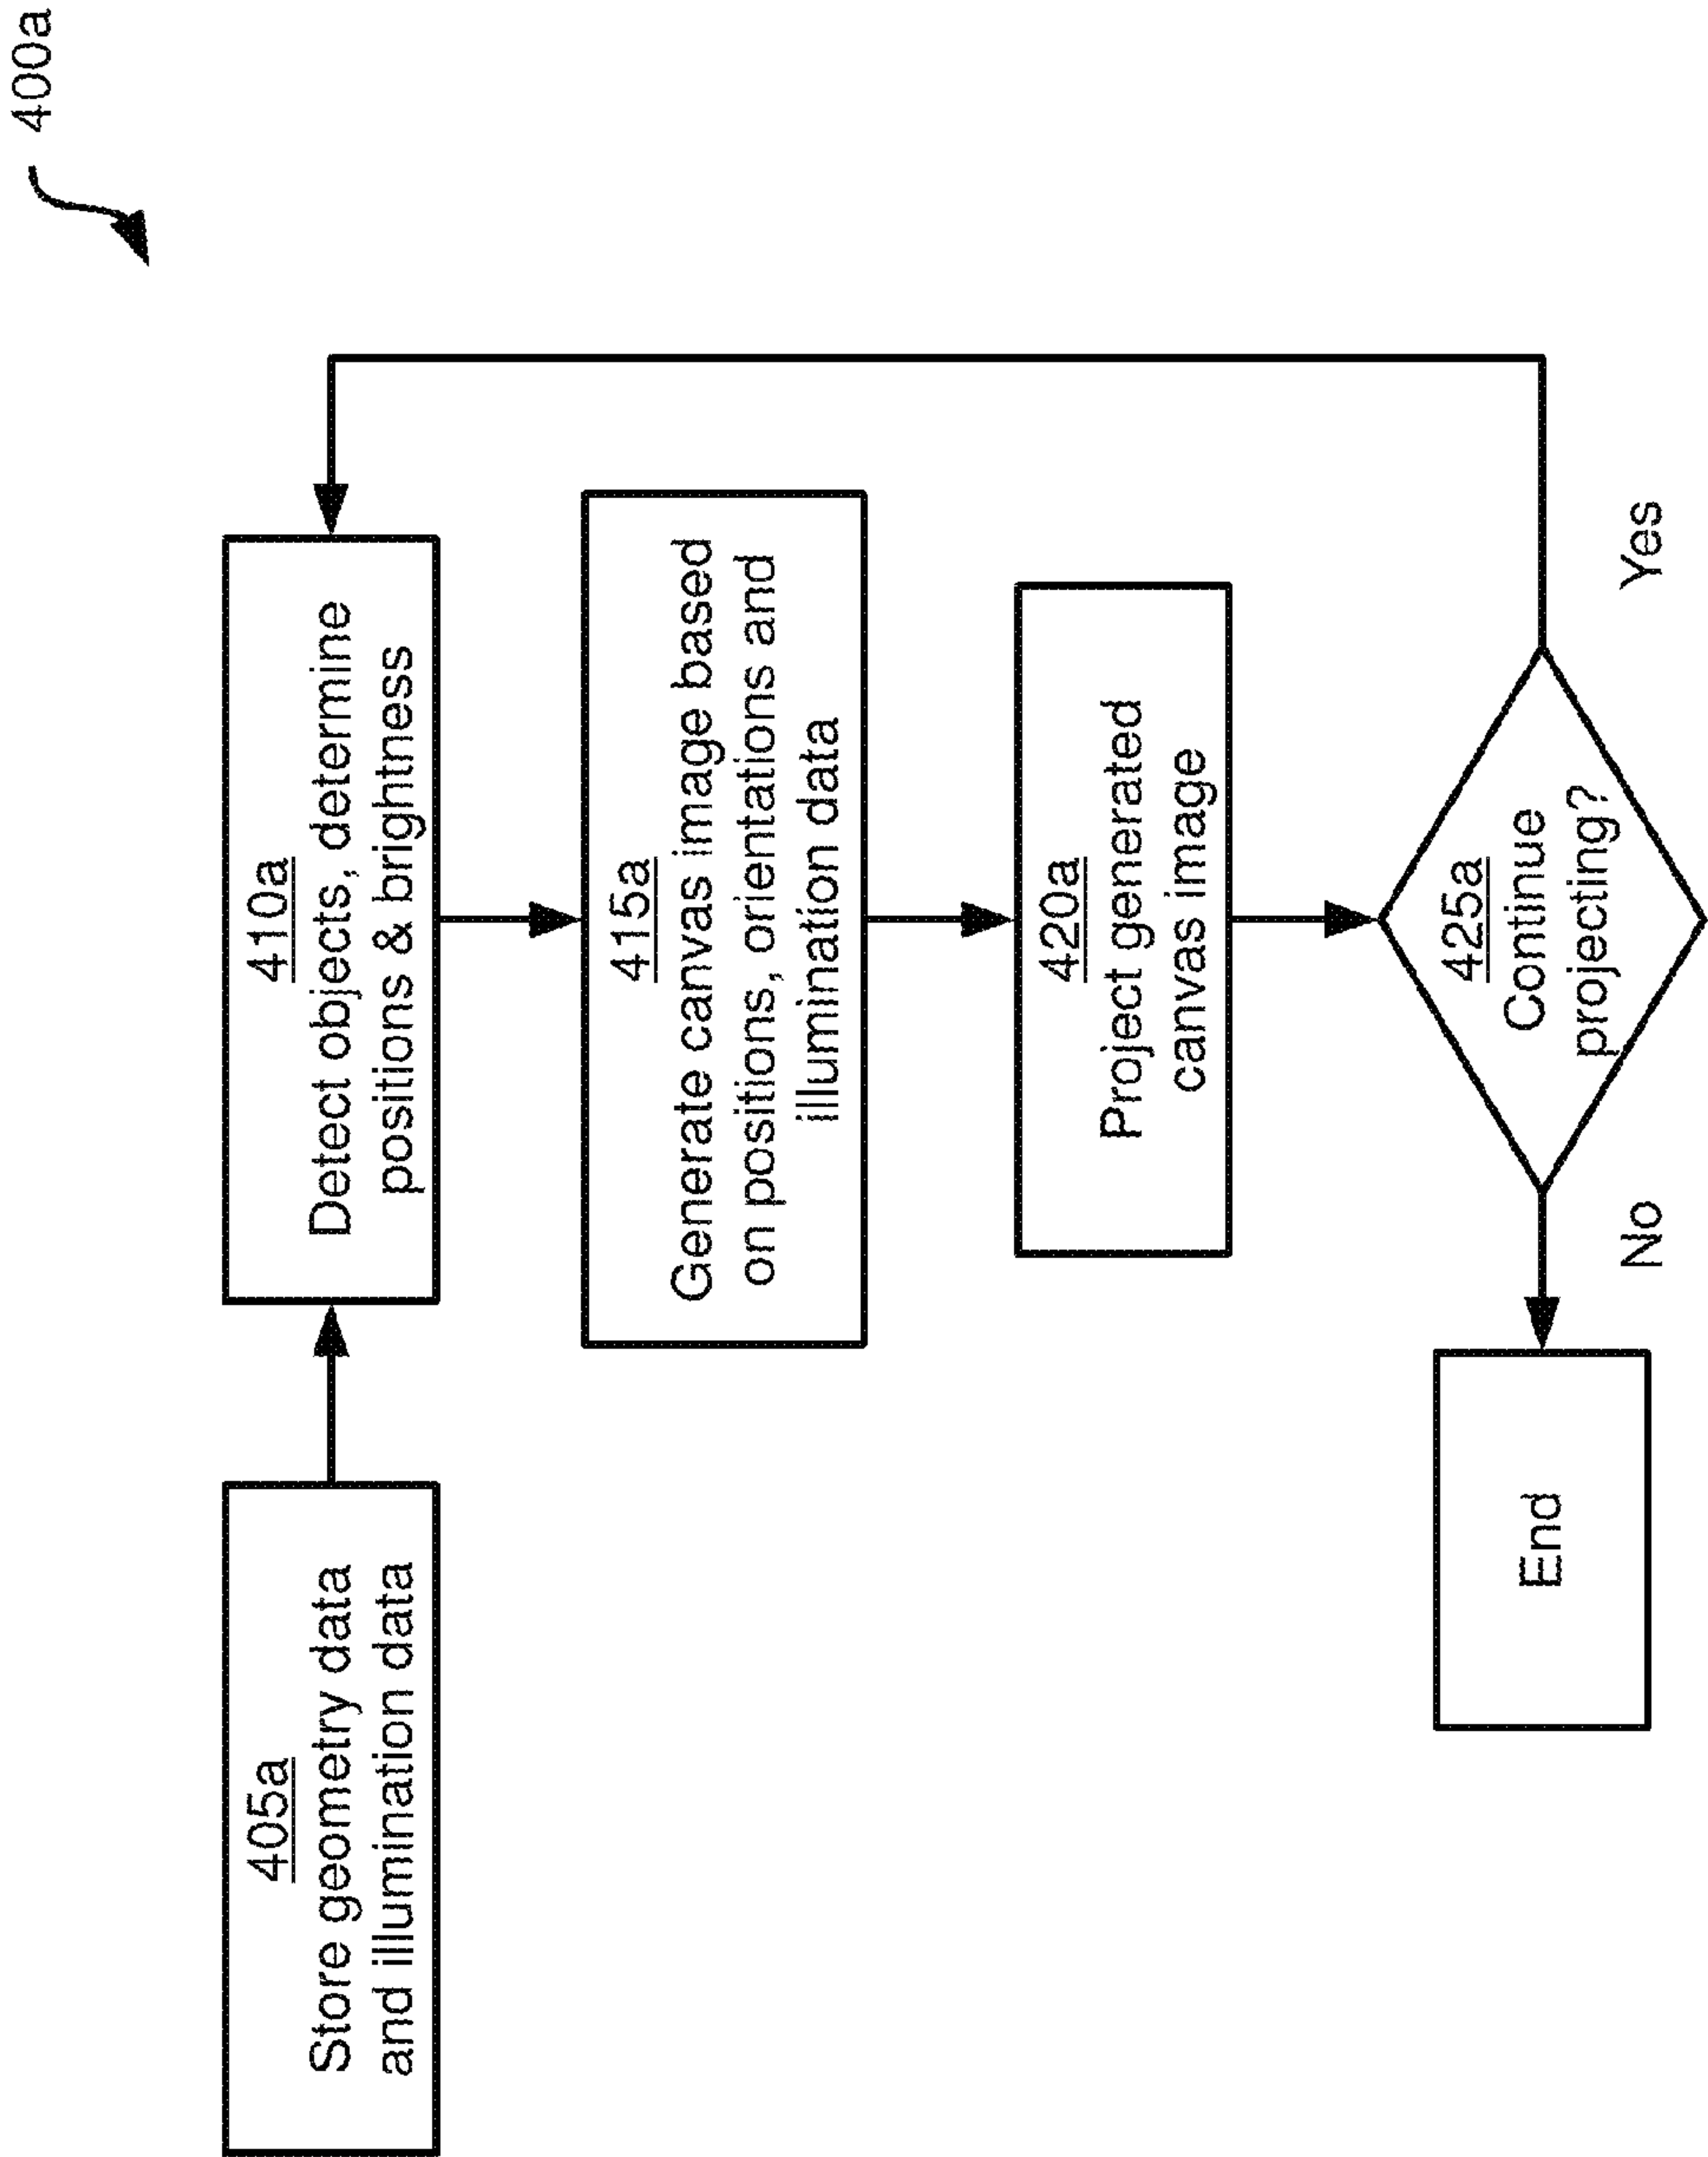 400a
405a
Store geometry data
and illumination data
410a
Detect objects, determine
positions & brightness
415a
Generate canvas image based
on positions, orientations and
illumination data
420a
Project generated
canvas image
425a
Continue
projecting?
No
Yes
End